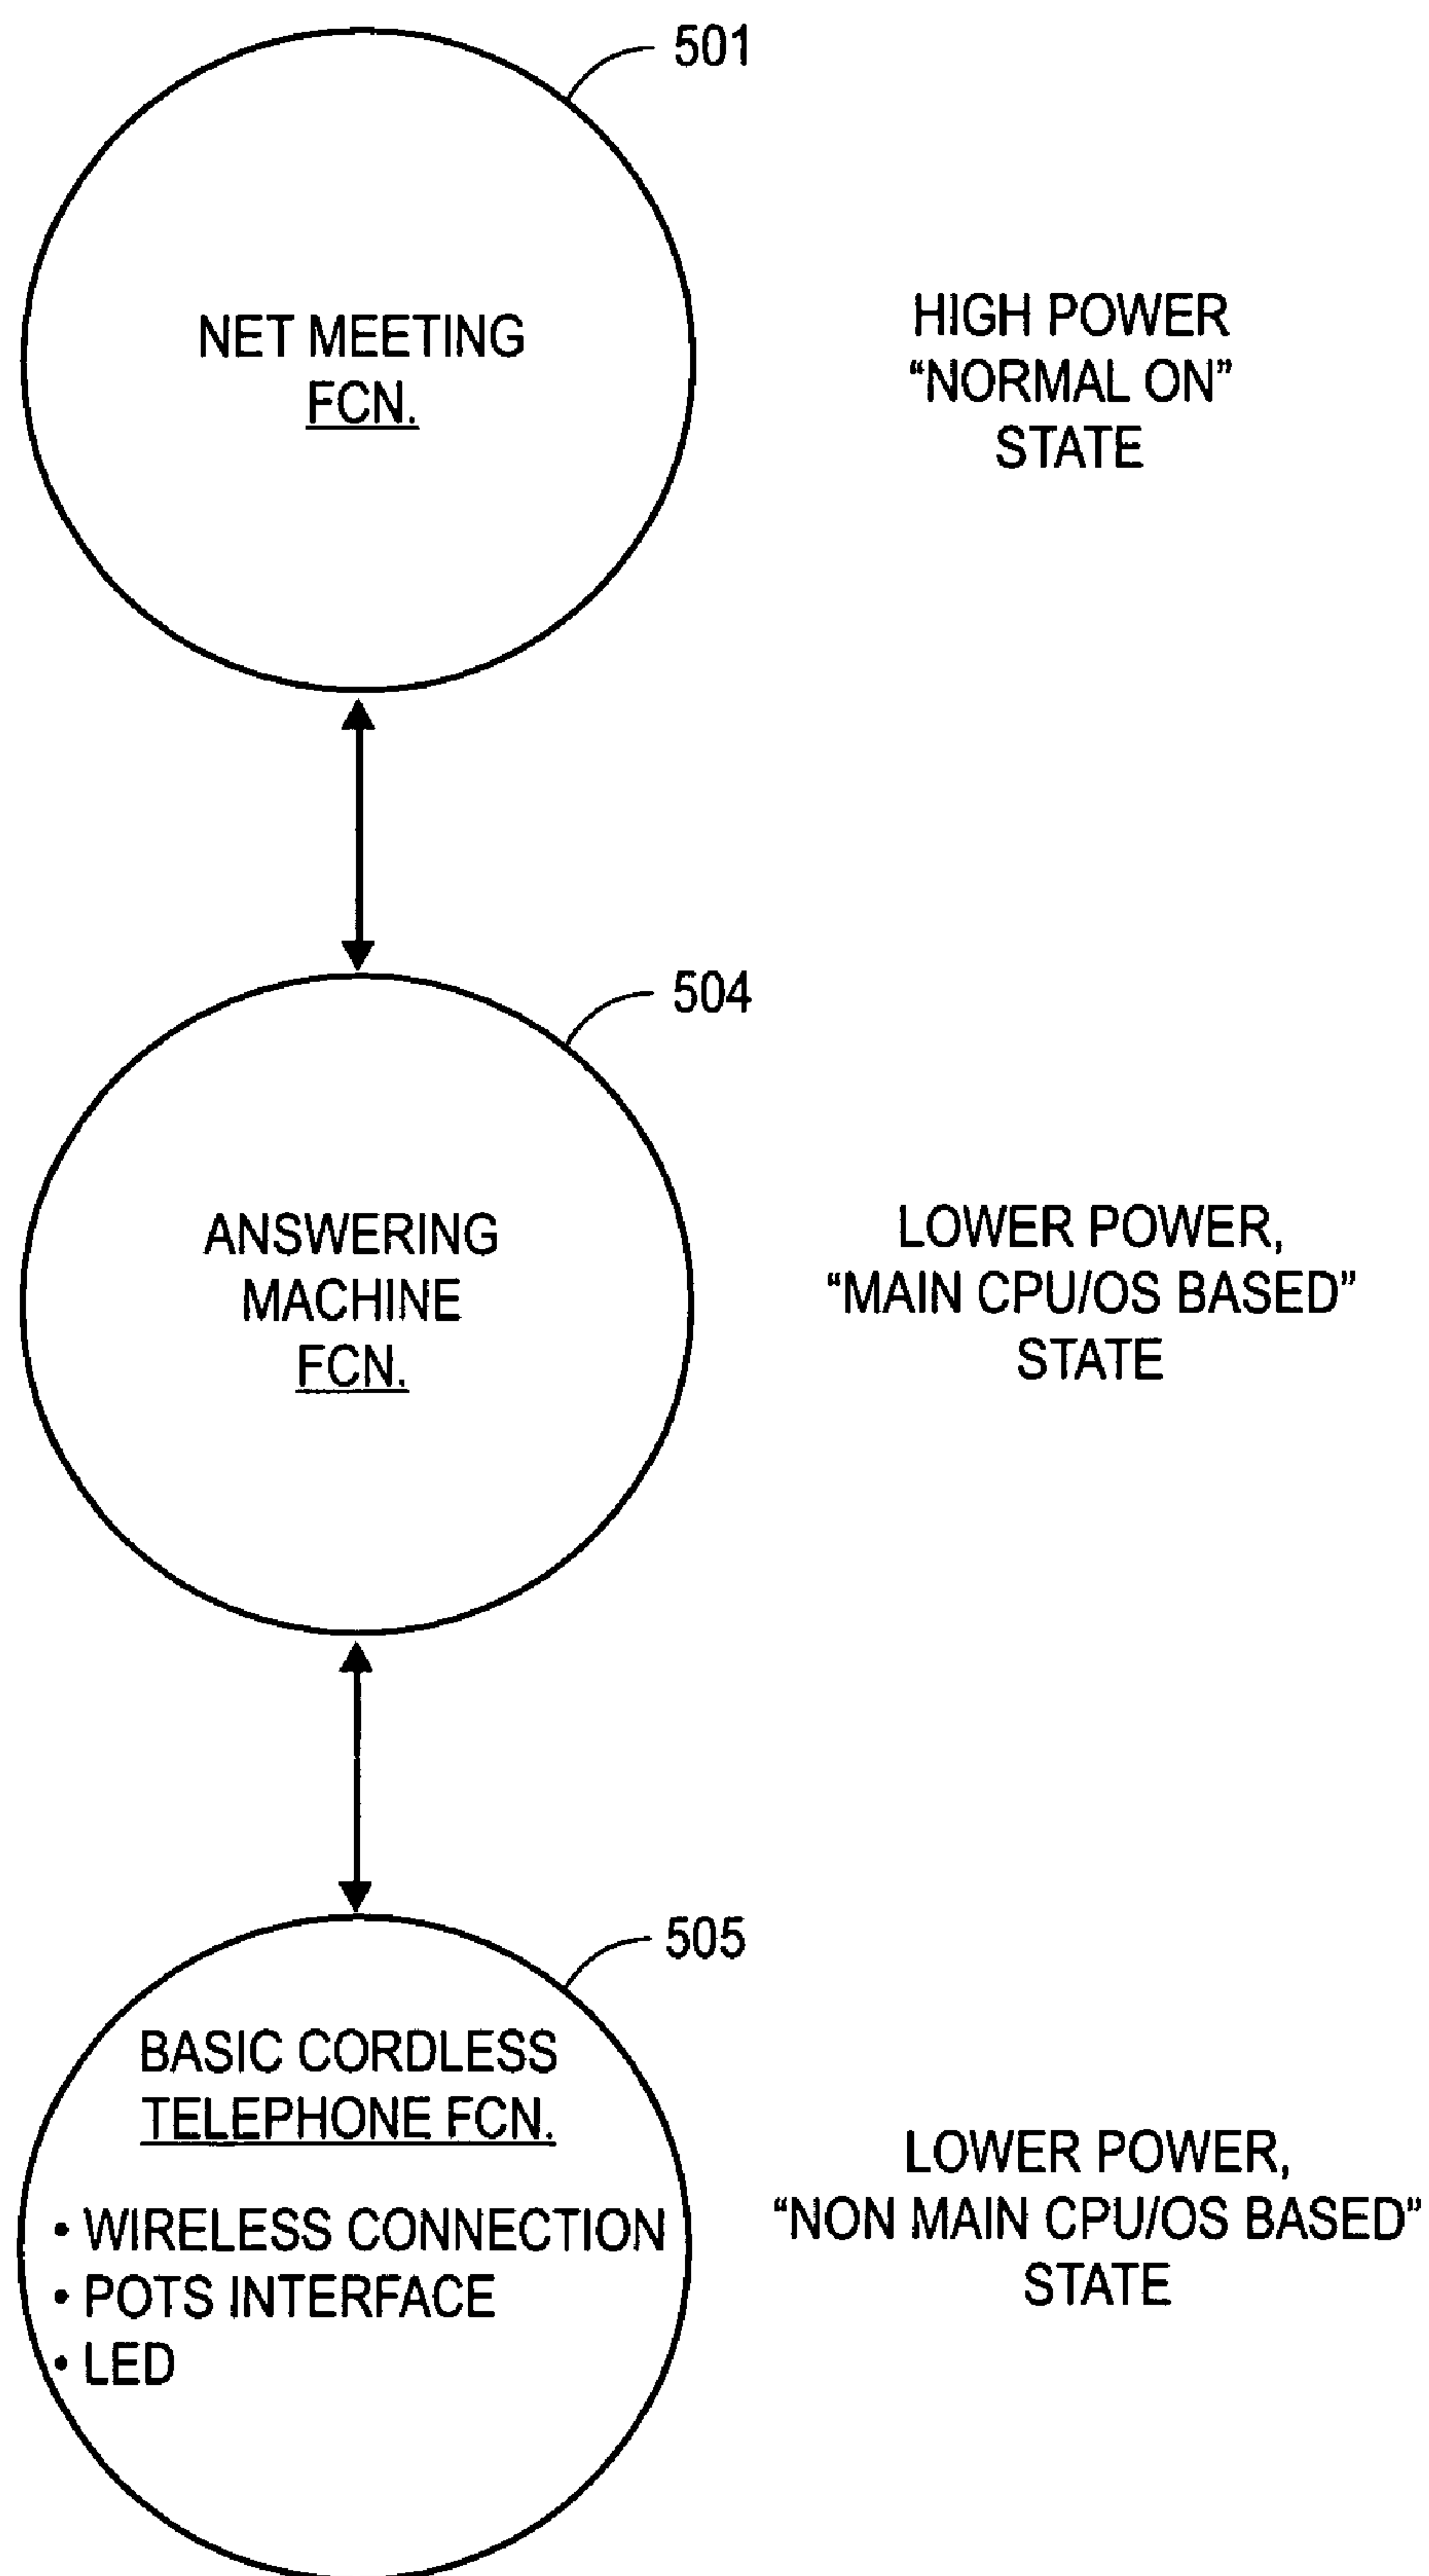 501
NET MEETING
FCN.
HIGH POWER
“NORMAL ON”
STATE
504
ANSWERING
MACHINE
FCN.
LOWER POWER,
“MAIN CPU/OS BASED”
STATE
505
BASIC CORDLESS
TELEPHONE FCN.
• WIRELESS CONNECTION
• POTS INTERFACE
• LED
LOWER POWER,
“NON MAIN CPU/OS BASED”
STATE